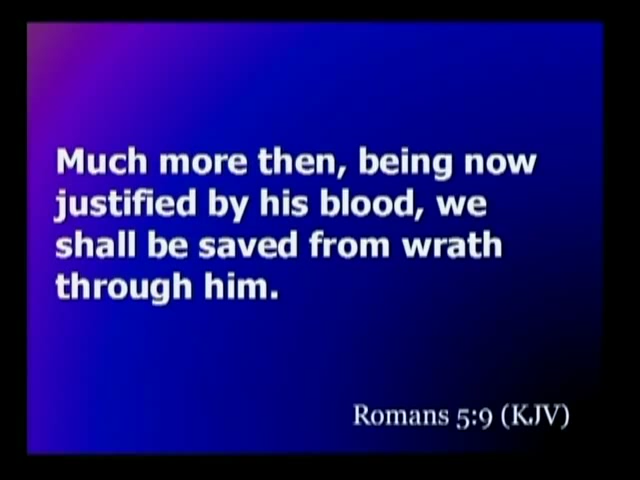 Much more then, being now
justified by his blood, we
shall be saved from wrath
through him.
Romans 5:9 (KJV)